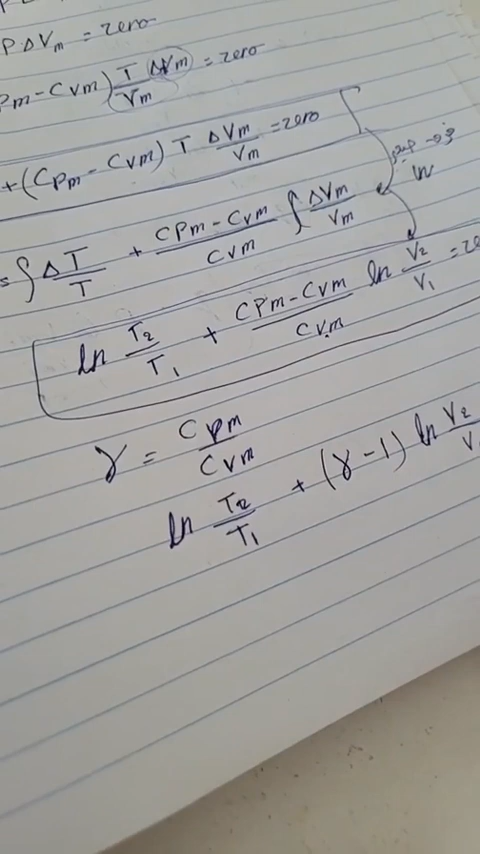 P ΔVm = zero
Pm - CVm) T/Vm ΔVm = zero
+ (CPm - CVm) T ΔVm/Vm = zero
= ∫ ΔT/T + CPm - CVm/CVm ∫ ΔVm/Vm
ln T2/T1 + CPm - CVm/CVm ln V2/V1 = ze
γ = CPm/CVm
ln T2/T1 + (γ - 1) ln V2/V